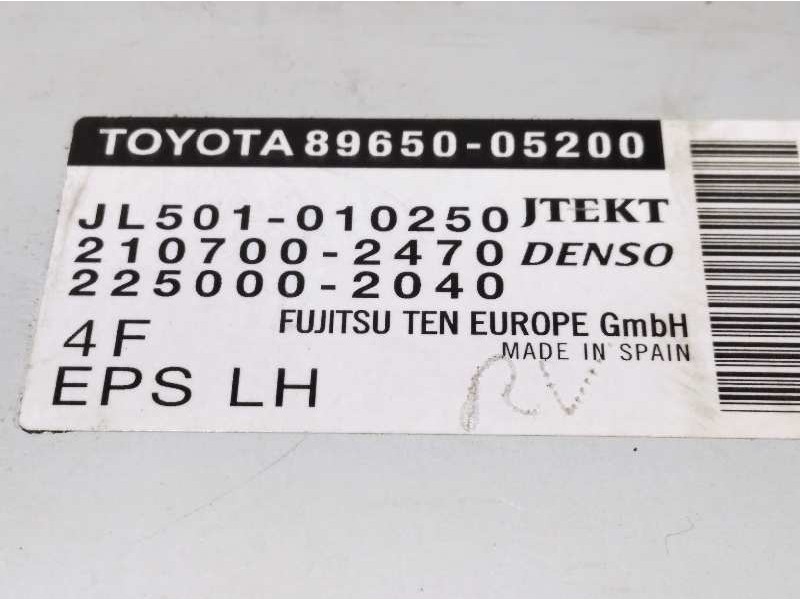 TOYOTA 89650-05200
JL501-010250 JTEKT
210700-2470 DENSO
225000-2040
FUJITSU TEN EUROPE GmbH
4F
MADE IN SPAIN
EPS LH
RV